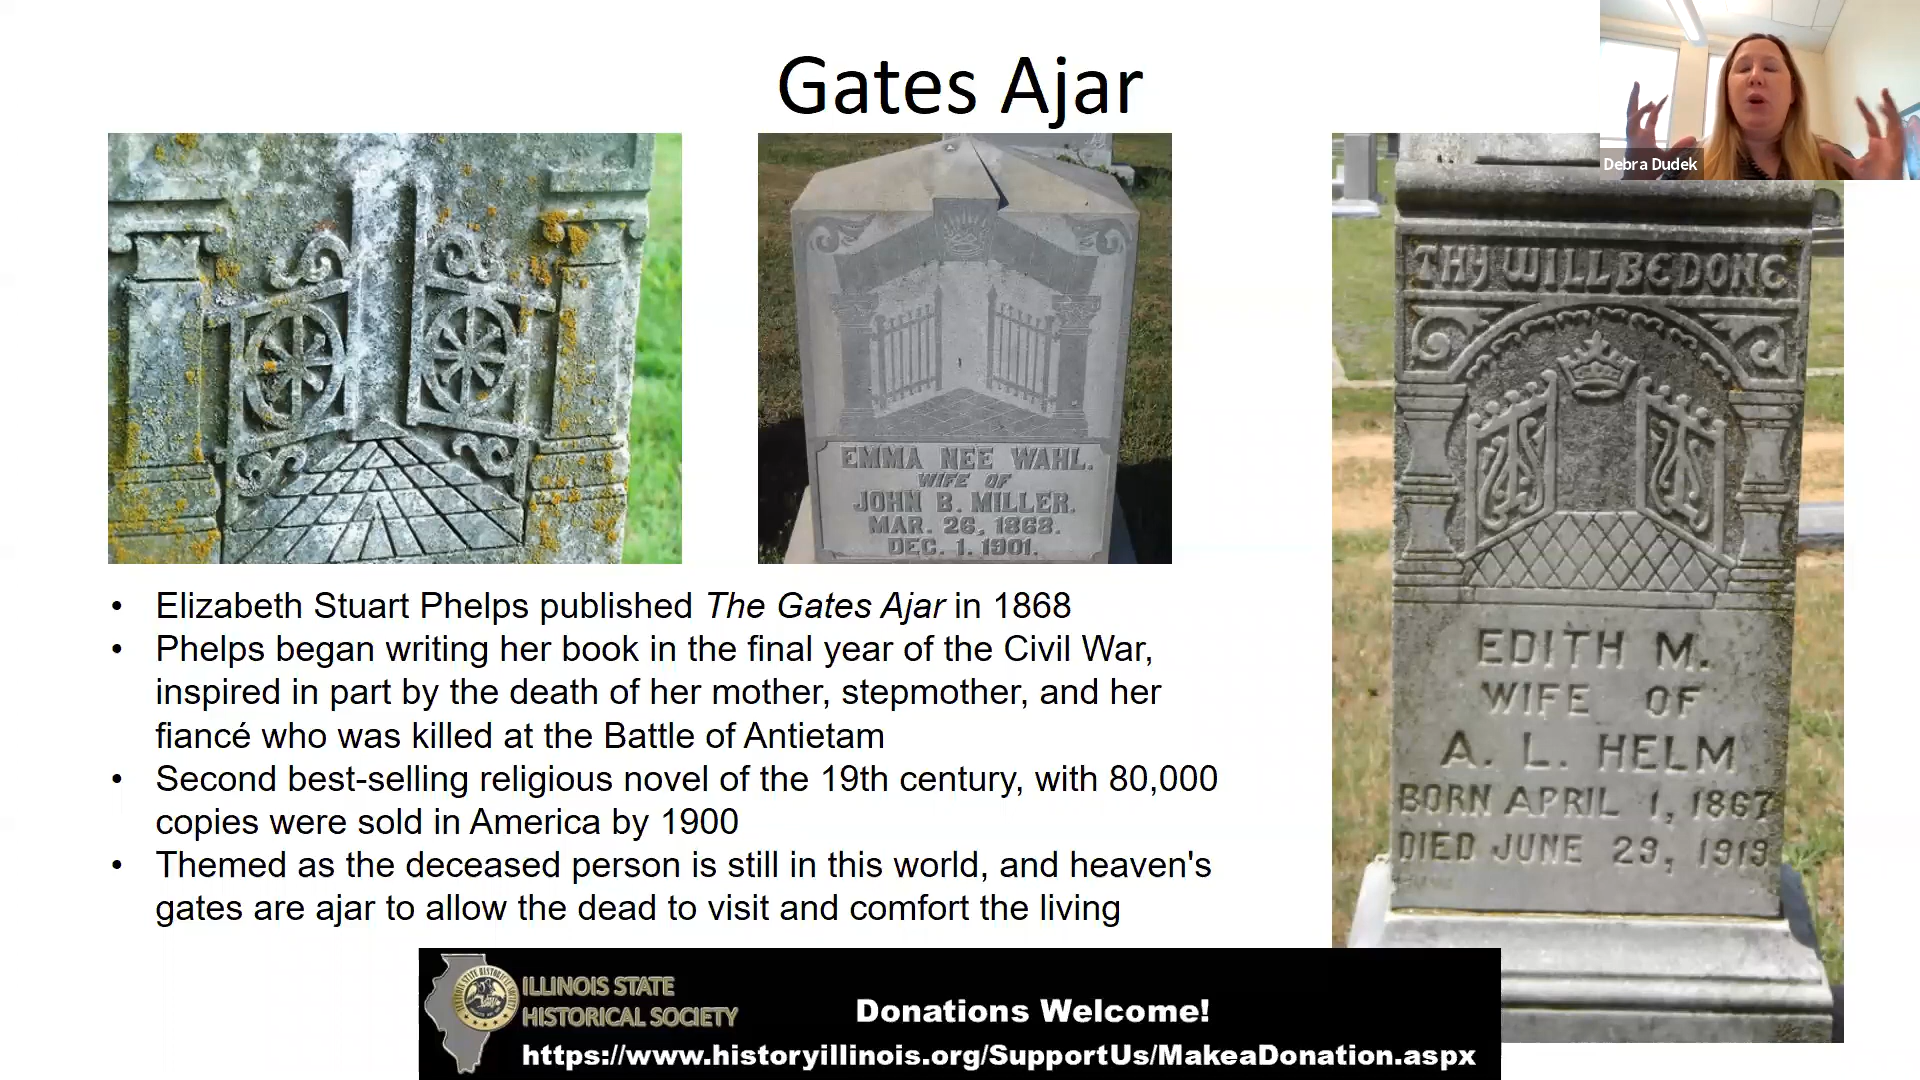 Gates Ajar
Debra Dudek
EMMA NEE WAHL.
WIFE OF
JOHN B. MILLER.
MAR. 26, 1868.
DEC. 1. 1901.
THY WILL BE DONE
EDITH M.
WIFE OF
A. L. HELM
BORN APRIL 1, 1867
DIED JUNE 29, 1919
• Elizabeth Stuart Phelps published The Gates Ajar in 1868
• Phelps began writing her book in the final year of the Civil War,
inspired in part by the death of her mother, stepmother, and her
fiancé who was killed at the Battle of Antietam
• Second best-selling religious novel of the 19th century, with 80,000
copies were sold in America by 1900
• Themed as the deceased person is still in this world, and heaven's
gates are ajar to allow the dead to visit and comfort the living
ILLINOIS STATE
HISTORICAL SOCIETY
Donations Welcome!
https://www.historyillinois.org/SupportUs/MakeaDonation.aspx